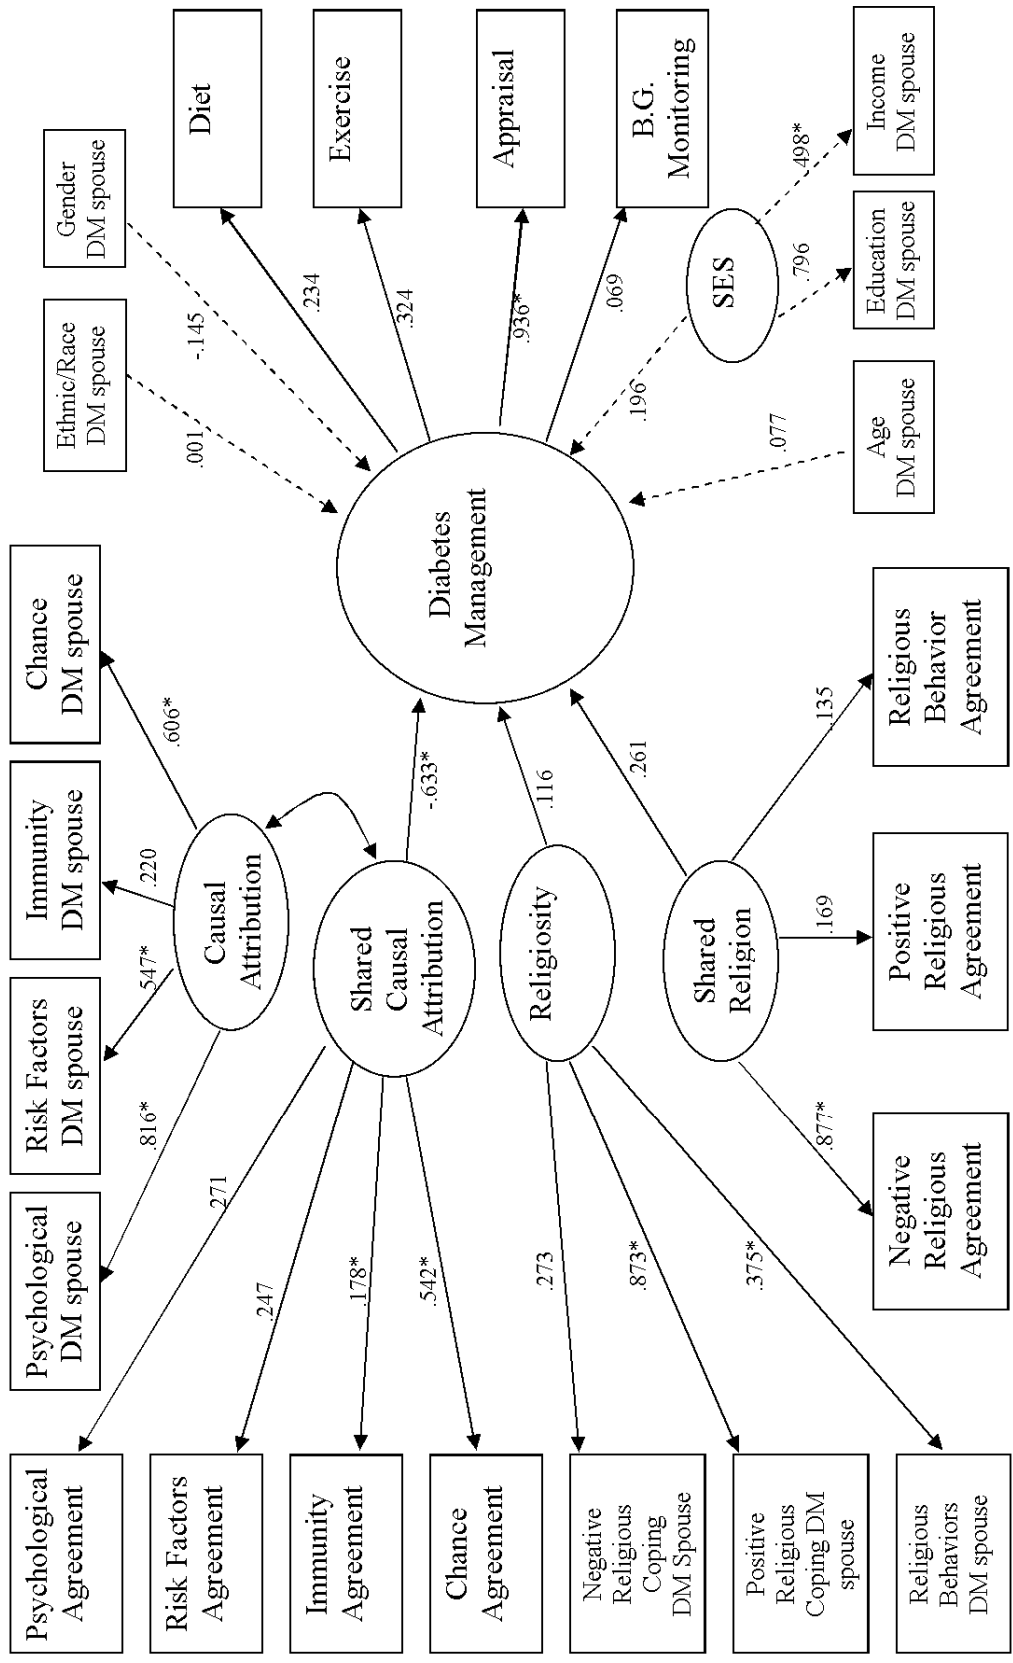 Psychological
Agreement
Risk Factors
Agreement
Immunity
Agreement
Chance
Agreement
Negative
Religious
Coping
DM Spouse
Positive
Religious
Coping DM
spouse
Religious
Behaviors
DM spouse
Psychological
DM spouse
Risk Factors
DM spouse
Immunity
DM spouse
Chance
DM spouse
.816*
.547*
.220
.606*
.271
.247
.178*
.542*
.273
.873*
.375*
Causal
Attribution
Shared
Causal
Attribution
Religiosity
Shared
Religion
.877*
.169
.135
Negative
Religious
Agreement
Positive
Religious
Agreement
Religious
Behavior
Agreement
-.633*
.116
.261
Diabetes
Management
Ethnic/Race
DM spouse
Gender
DM spouse
.001
-.145
.234
.324
.936*
.069
.196
.077
Diet
Exercise
Appraisal
B.G.
Monitoring
SES
.498*
.796
Age
DM spouse
Education
DM spouse
Income
DM spouse